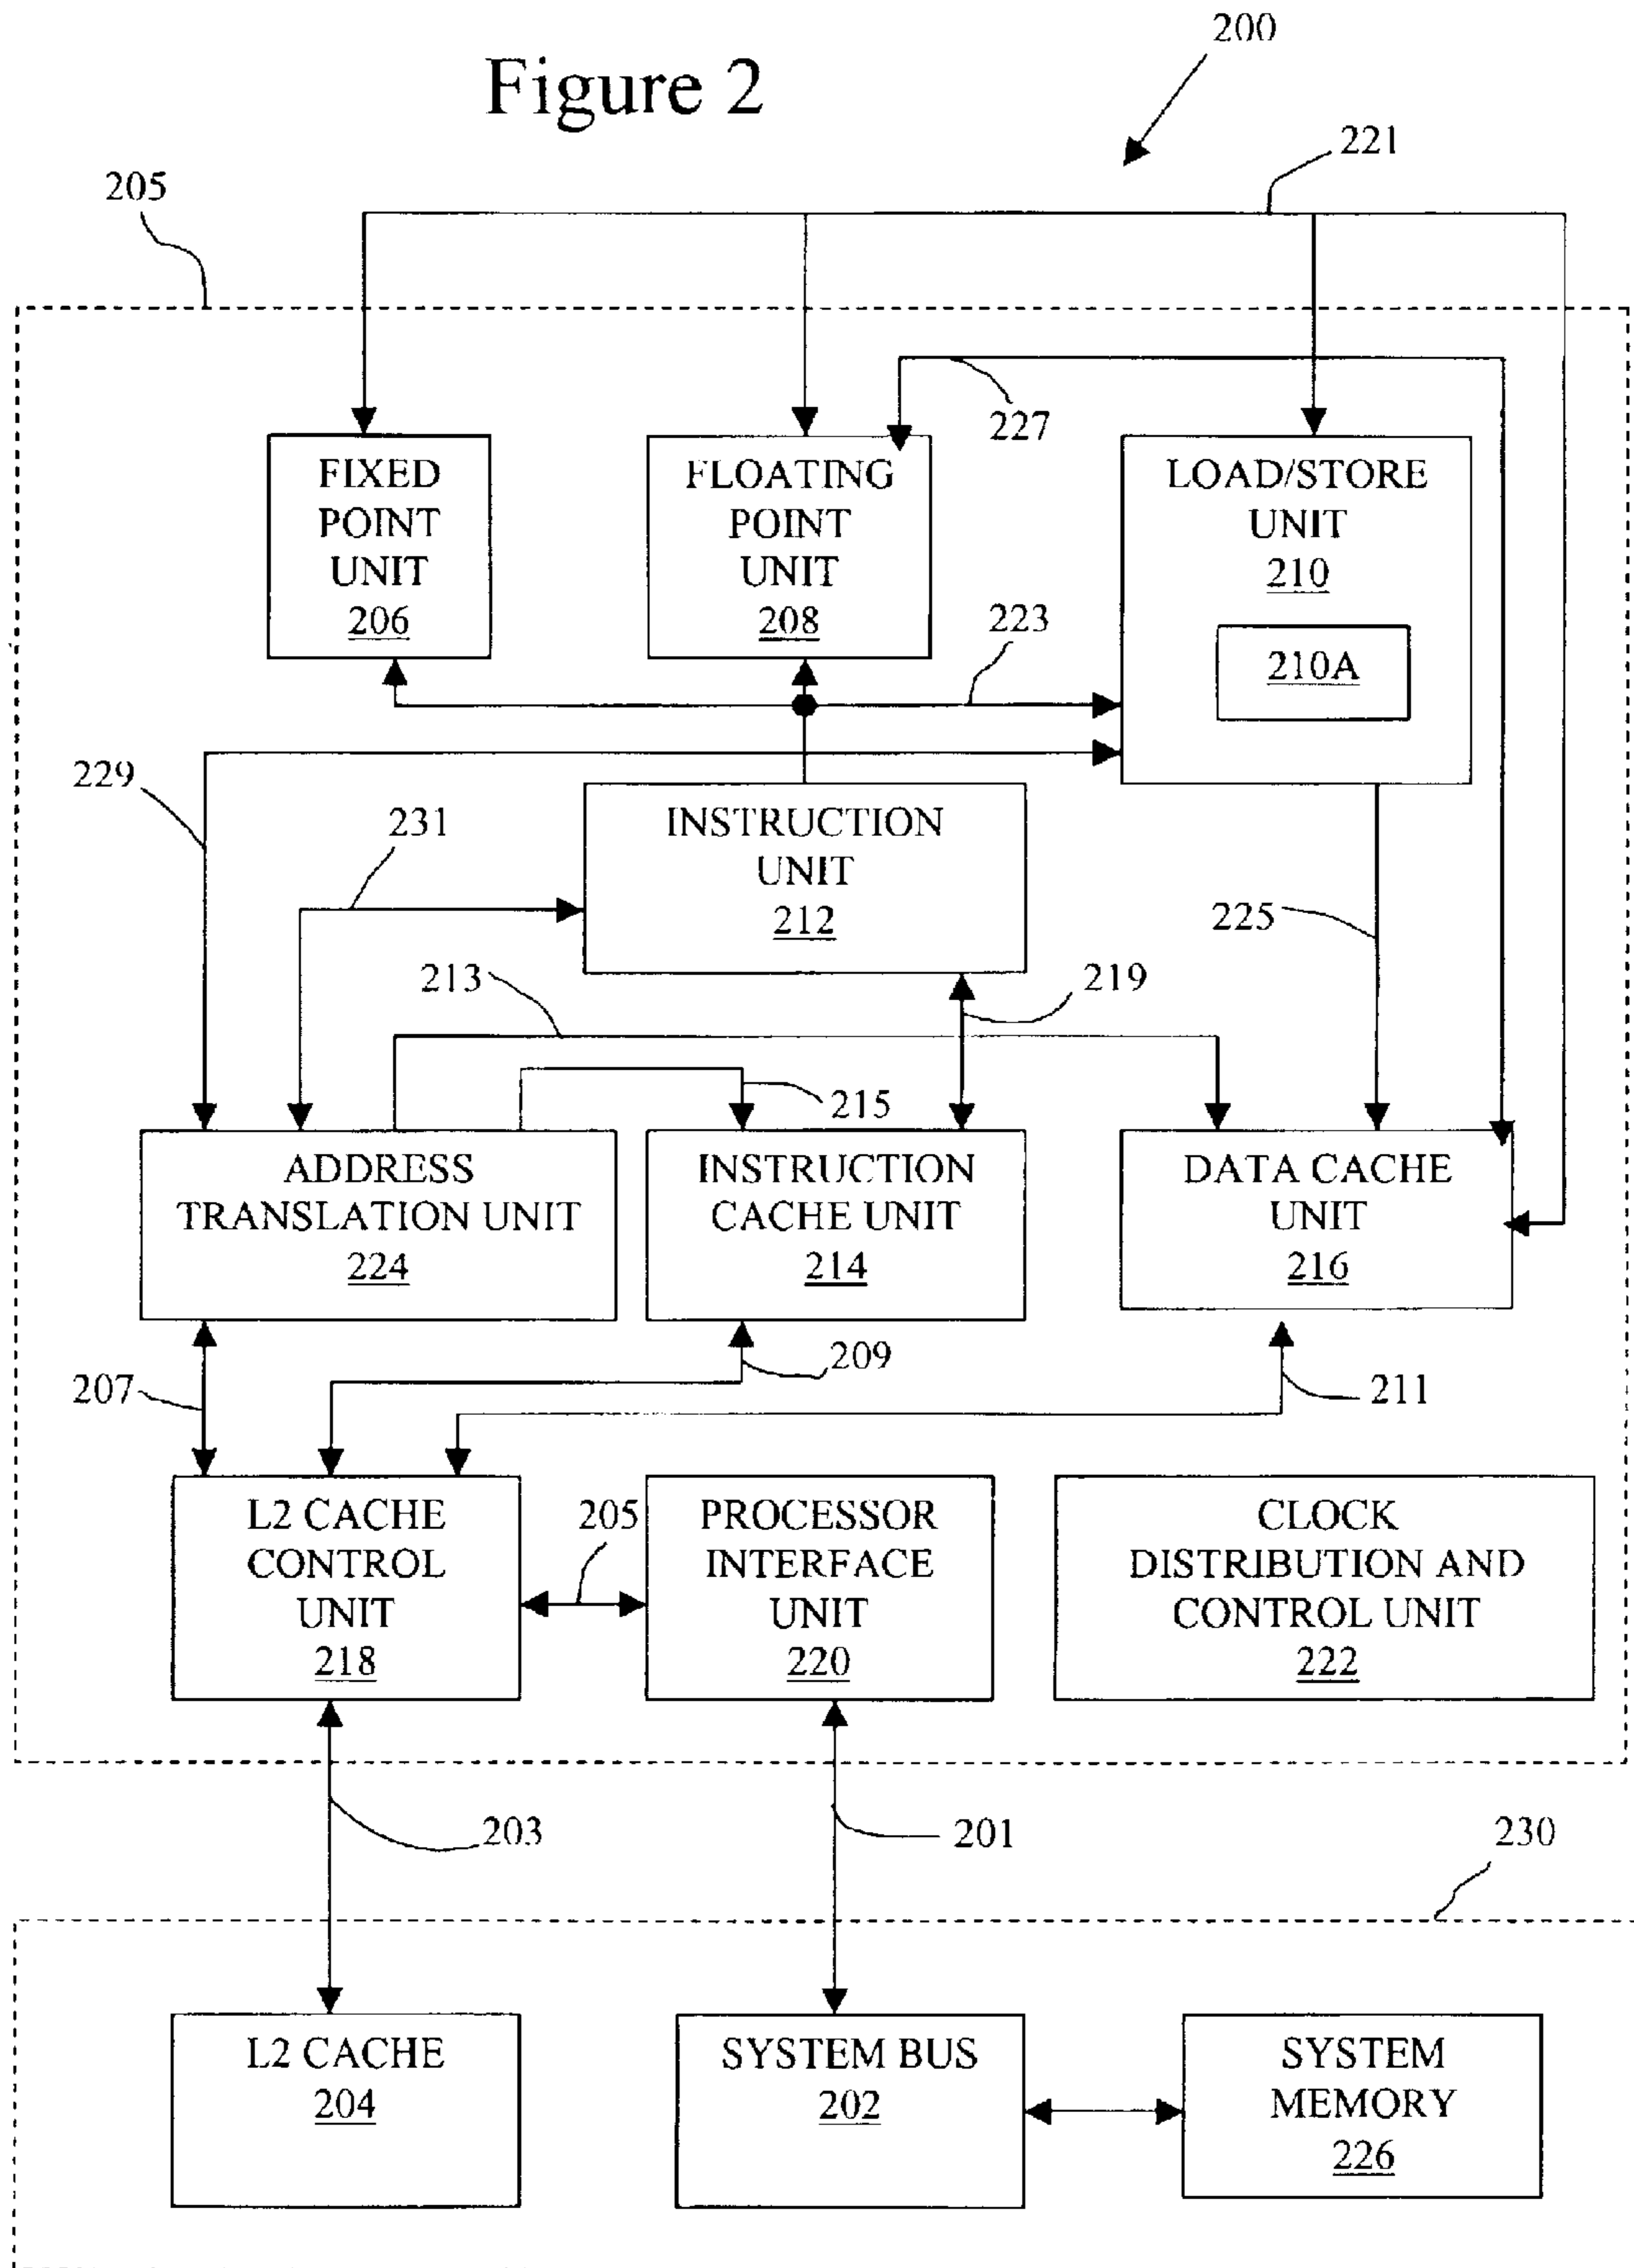 200
Figure 2
221
205
227
FIXED
POINT
UNIT
206
FLOATING
POINT
UNIT
208
LOAD/STORE
UNIT
210
210A
223
229
231
INSTRUCTION
UNIT
212
225
213
219
215
ADDRESS
TRANSLATION UNIT
224
INSTRUCTION
CACHE UNIT
214
DATA CACHE
UNIT
216
207
209
211
L2 CACHE
CONTROL
UNIT
218
205
PROCESSOR
INTERFACE
UNIT
220
CLOCK
DISTRIBUTION AND
CONTROL UNIT
222
203
201
230
L2 CACHE
204
SYSTEM BUS
202
SYSTEM
MEMORY
226